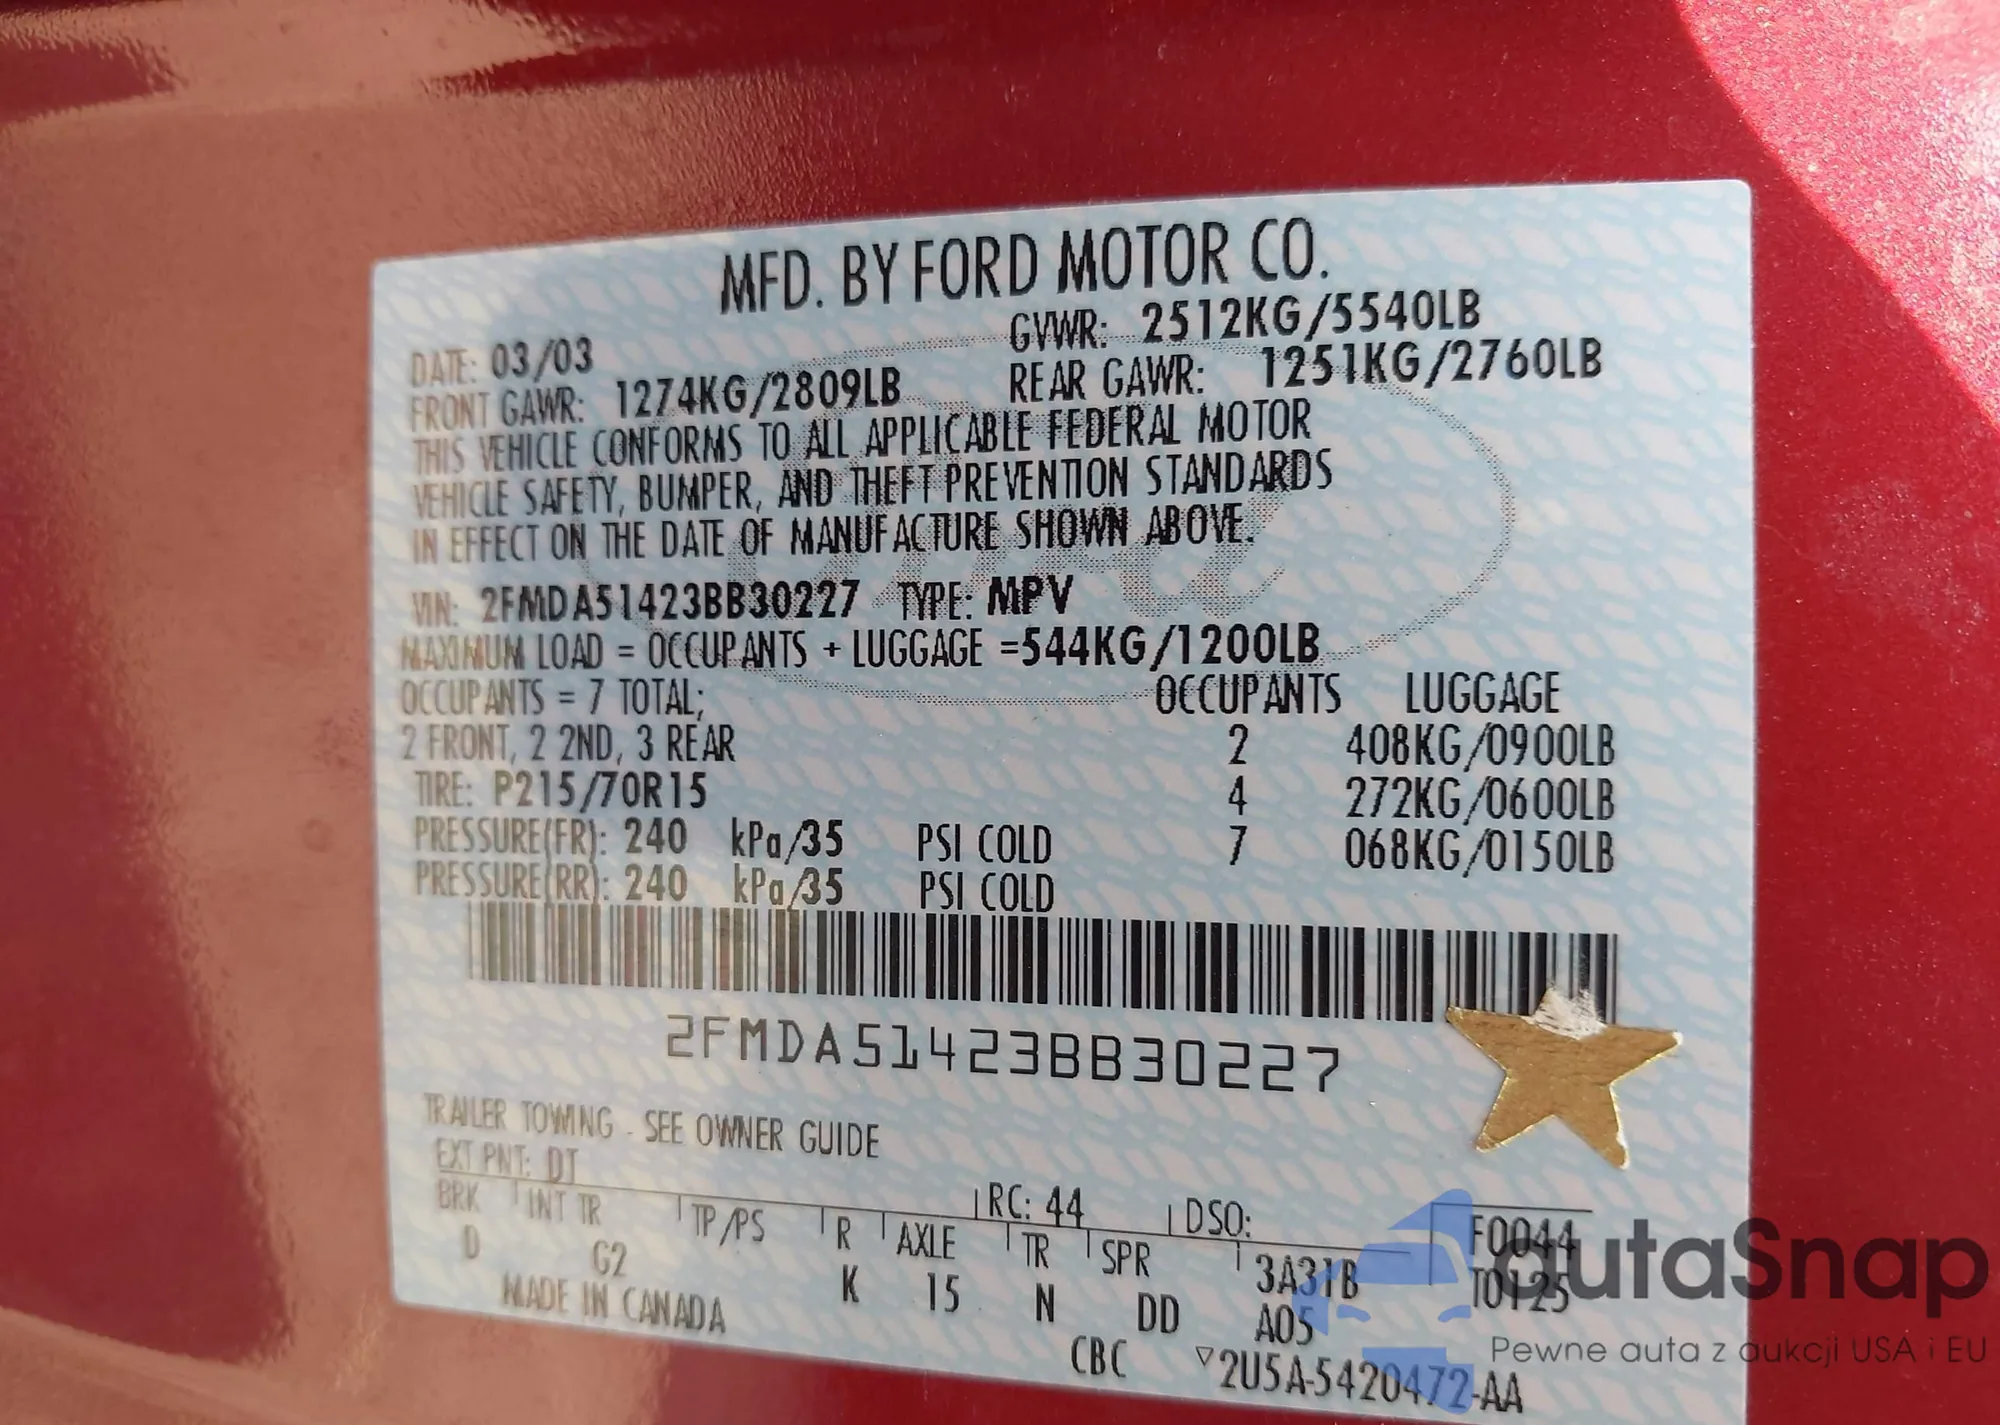 MFD. BY FORD MOTOR CO.
DATE: 03/03 GVWR: 2512KG/5540LB
FRONT GAWR: 1274KG/2809LB REAR GAWR: 1251KG/2760LB
THIS VEHICLE CONFORMS TO ALL APPLICABLE FEDERAL MOTOR
VEHICLE SAFETY, BUMPER, AND THEFT PREVENTION STANDARDS
IN EFFECT ON THE DATE OF MANUFACTURE SHOWN ABOVE.
VIN: 2FMDA51423BB30227 TYPE: MPV
MAXIMUM LOAD = OCCUPANTS + LUGGAGE =544KG/1200LB
OCCUPANTS = 7 TOTAL; OCCUPANTS LUGGAGE
2 FRONT, 2 2ND, 3 REAR 2 408KG/0900LB
TIRE: P215/70R15 4 272KG/0600LB
PRESSURE(FR): 240 kPa/35 PSI COLD 7 068KG/0150LB
PRESSURE(RR): 240 kPa/35 PSI COLD
2FMDA51423BB30227
TRAILER TOWING - SEE OWNER GUIDE
EXT PNT: DT RC: 44 DSO: F0044
BRK INT TR TP/PS R AXLE TR SPR 3A31B T0125
D G2 K 15 N DD A05
MADE IN CANADA CBC ▽2U5A-5420472-AA
autaSnap
Pewne auta z aukcji USA i EU